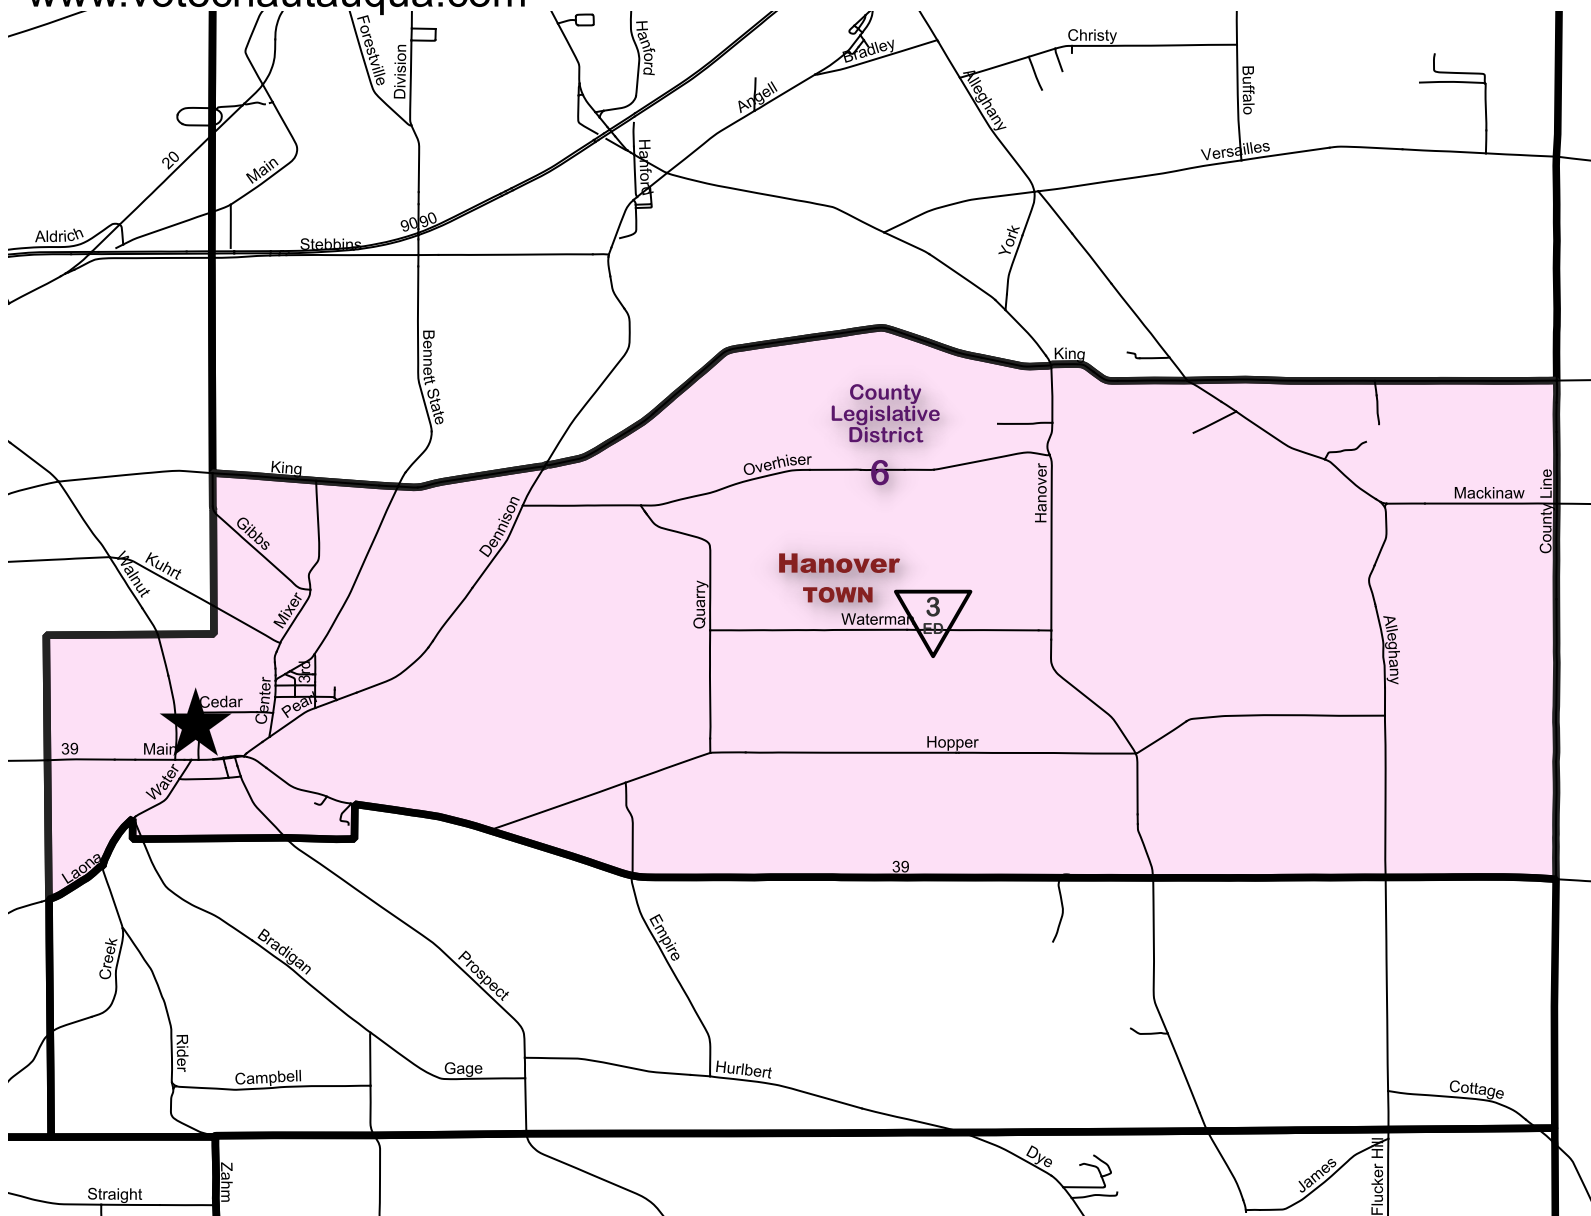 www.votechautauqua.com
Forestville
Division
Hanford
Bradley
Christy
Alleghany
Buffalo
Angell
20
Main
Hanford
Versailles
Aldrich
9090
Stebbins
York
Bennett State
King
County
Legislative
District
6
King
Overhiser
Hanover
Mackinaw
County Line
Gibbs
Dennison
Walnut
Kuhrt
Mixer
Quarry
Hanover
TOWN
3
ED
Waterman
Alleghany
3rd
Center
Cedar
Pearl
39
Main
Hopper
Water
Laona
39
Creek
Bradigan
Prospect
Empire
Rider
Campbell
Gage
Hurlbert
Cottage
Zahm
Straight
Dye
James
Flucker Hill